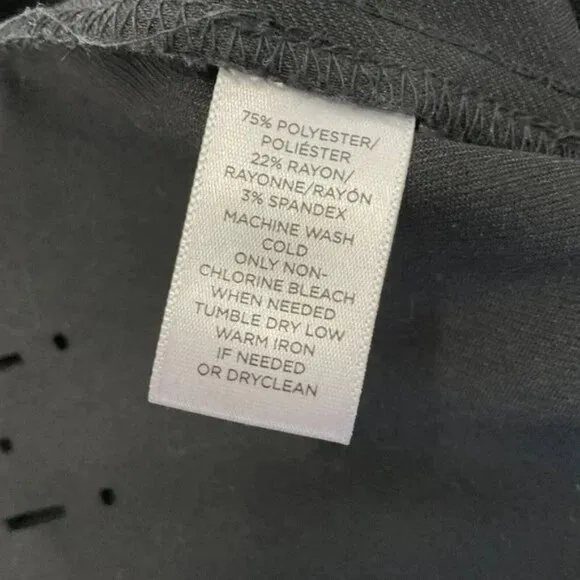 75% POLYESTER/
POLIÉSTER
22% RAYON/
RAYONNE/RAYÓN
3% SPANDEX
MACHINE WASH
COLD
ONLY NON-
CHLORINE BLEACH
WHEN NEEDED
TUMBLE DRY LOW
WARM IRON
IF NEEDED
OR DRYCLEAN